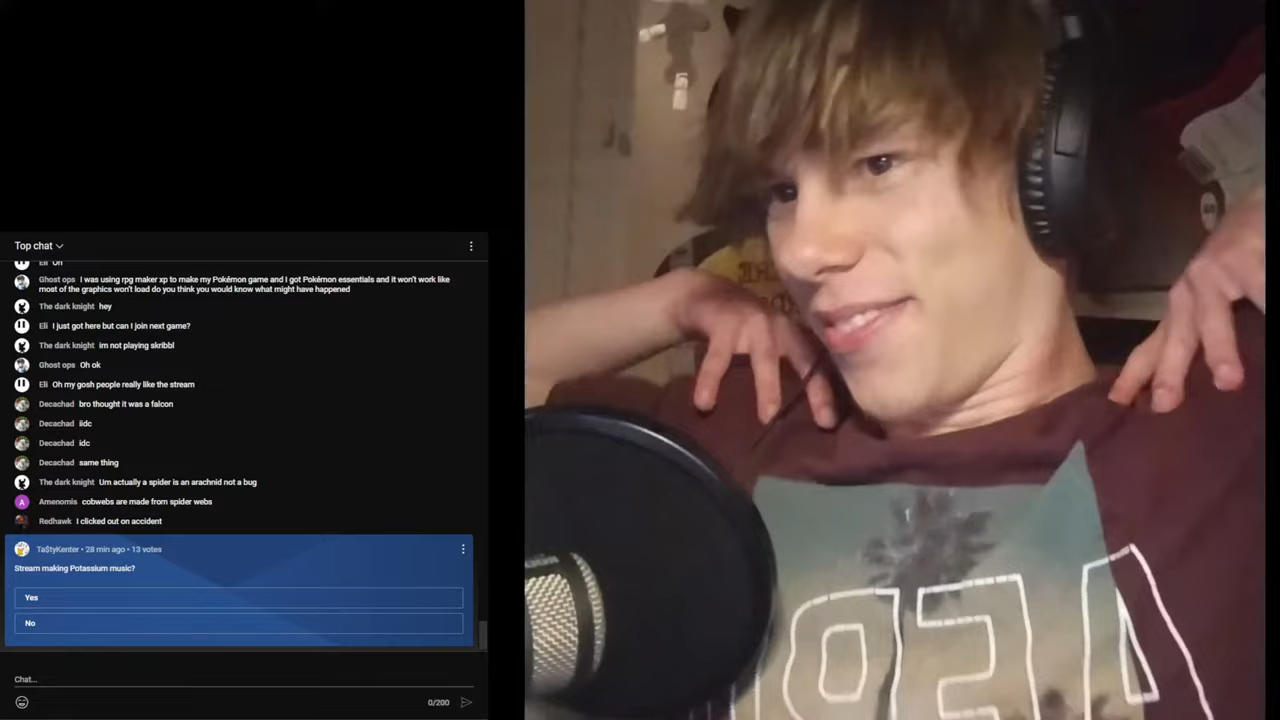 Top chat
Eli Oh
Ghost ops I was using rpg maker xp to make my Pokémon game and I got Pokémon essentials and it won't work like
most of the graphics won't load do you think you would know what might have happened
The dark knight hey
Eli I just got here but can I join next game?
The dark knight im not playing skribbl
Ghost ops Oh ok
Eli Oh my gosh people really like the stream
Decachad bro thought it was a falcon
Decachad iidc
Decachad idc
Decachad same thing
The dark knight Um actually a spider is an arachnid not a bug
A Amenomis cobwebs are made from spider webs
Redhawk I clicked out on accident
Ta$tyKenter • 28 min ago • 13 votes
Stream making Potassium music?
Yes
No
Chat...
0/200